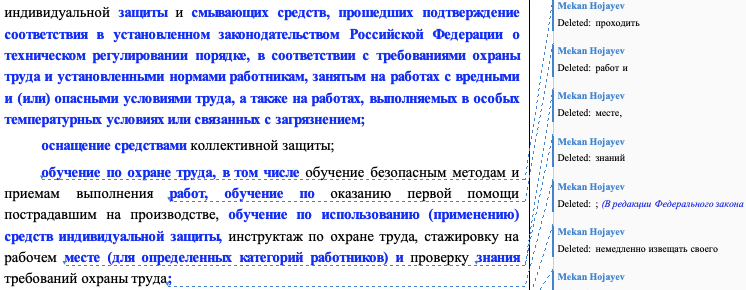 индивидуальной защиты и смывающих средств, прошедших подтверждение
соответствия в установленном законодательством Российской Федерации о
техническом регулировании порядке, в соответствии с требованиями охраны
труда и установленными нормами работникам, занятым на работах с вредными
и (или) опасными условиями труда, а также на работах, выполняемых в особых
температурных условиях или связанных с загрязнением;
оснащение средствами коллективной защиты;
обучение по охране труда, в том числе обучение безопасным методам и
приемам выполнения работ, обучение по оказанию первой помощи
пострадавшим на производстве, обучение по использованию (применению)
средств индивидуальной защиты, инструктаж по охране труда, стажировку на
рабочем месте (для определенных категорий работников) и проверку знания
требований охраны труда;
Mekan Hojayev
Deleted: проходить
Mekan Hojayev
Deleted: работ и
Mekan Hojayev
Deleted: месте,
Mekan Hojayev
Deleted: знаний
Mekan Hojayev
Deleted: ; (В редакции Федерального закона
Mekan Hojayev
Deleted: немедленно извещать своего
Mekan Hojayev